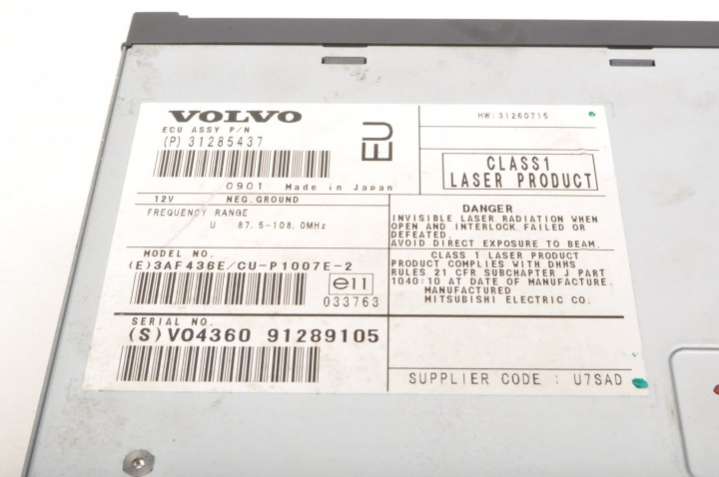 VOLVO
ECU ASSY P/N
(P) 31285437
EU
0901 Made in Japan
12V NEG.GROUND
FREQUENCY RANGE
U 87.5-108.0MHz
MODEL NO.
(E)3AF436E/CU-P1007E-2
e11
033763
SERIAL NO.
(S)VO4360 91289105
HW:31260715
CLASS1
LASER PRODUCT
DANGER
INVISIBLE LASER RADIATION WHEN
OPEN AND INTERLOCK FAILED OR
DEFEATED.
AVOID DIRECT EXPOSURE TO BEAM.
CLASS 1 LASER PRODUCT
PRODUCT COMPLIES WITH DHHS
RULES 21 CFR SUBCHAPTER J PART
1040:10 AT DATE OF MANUFACTURE.
MANUFACTURED
MITSUBISHI ELECTRIC CO.
SUPPLIER CODE : U7SAD